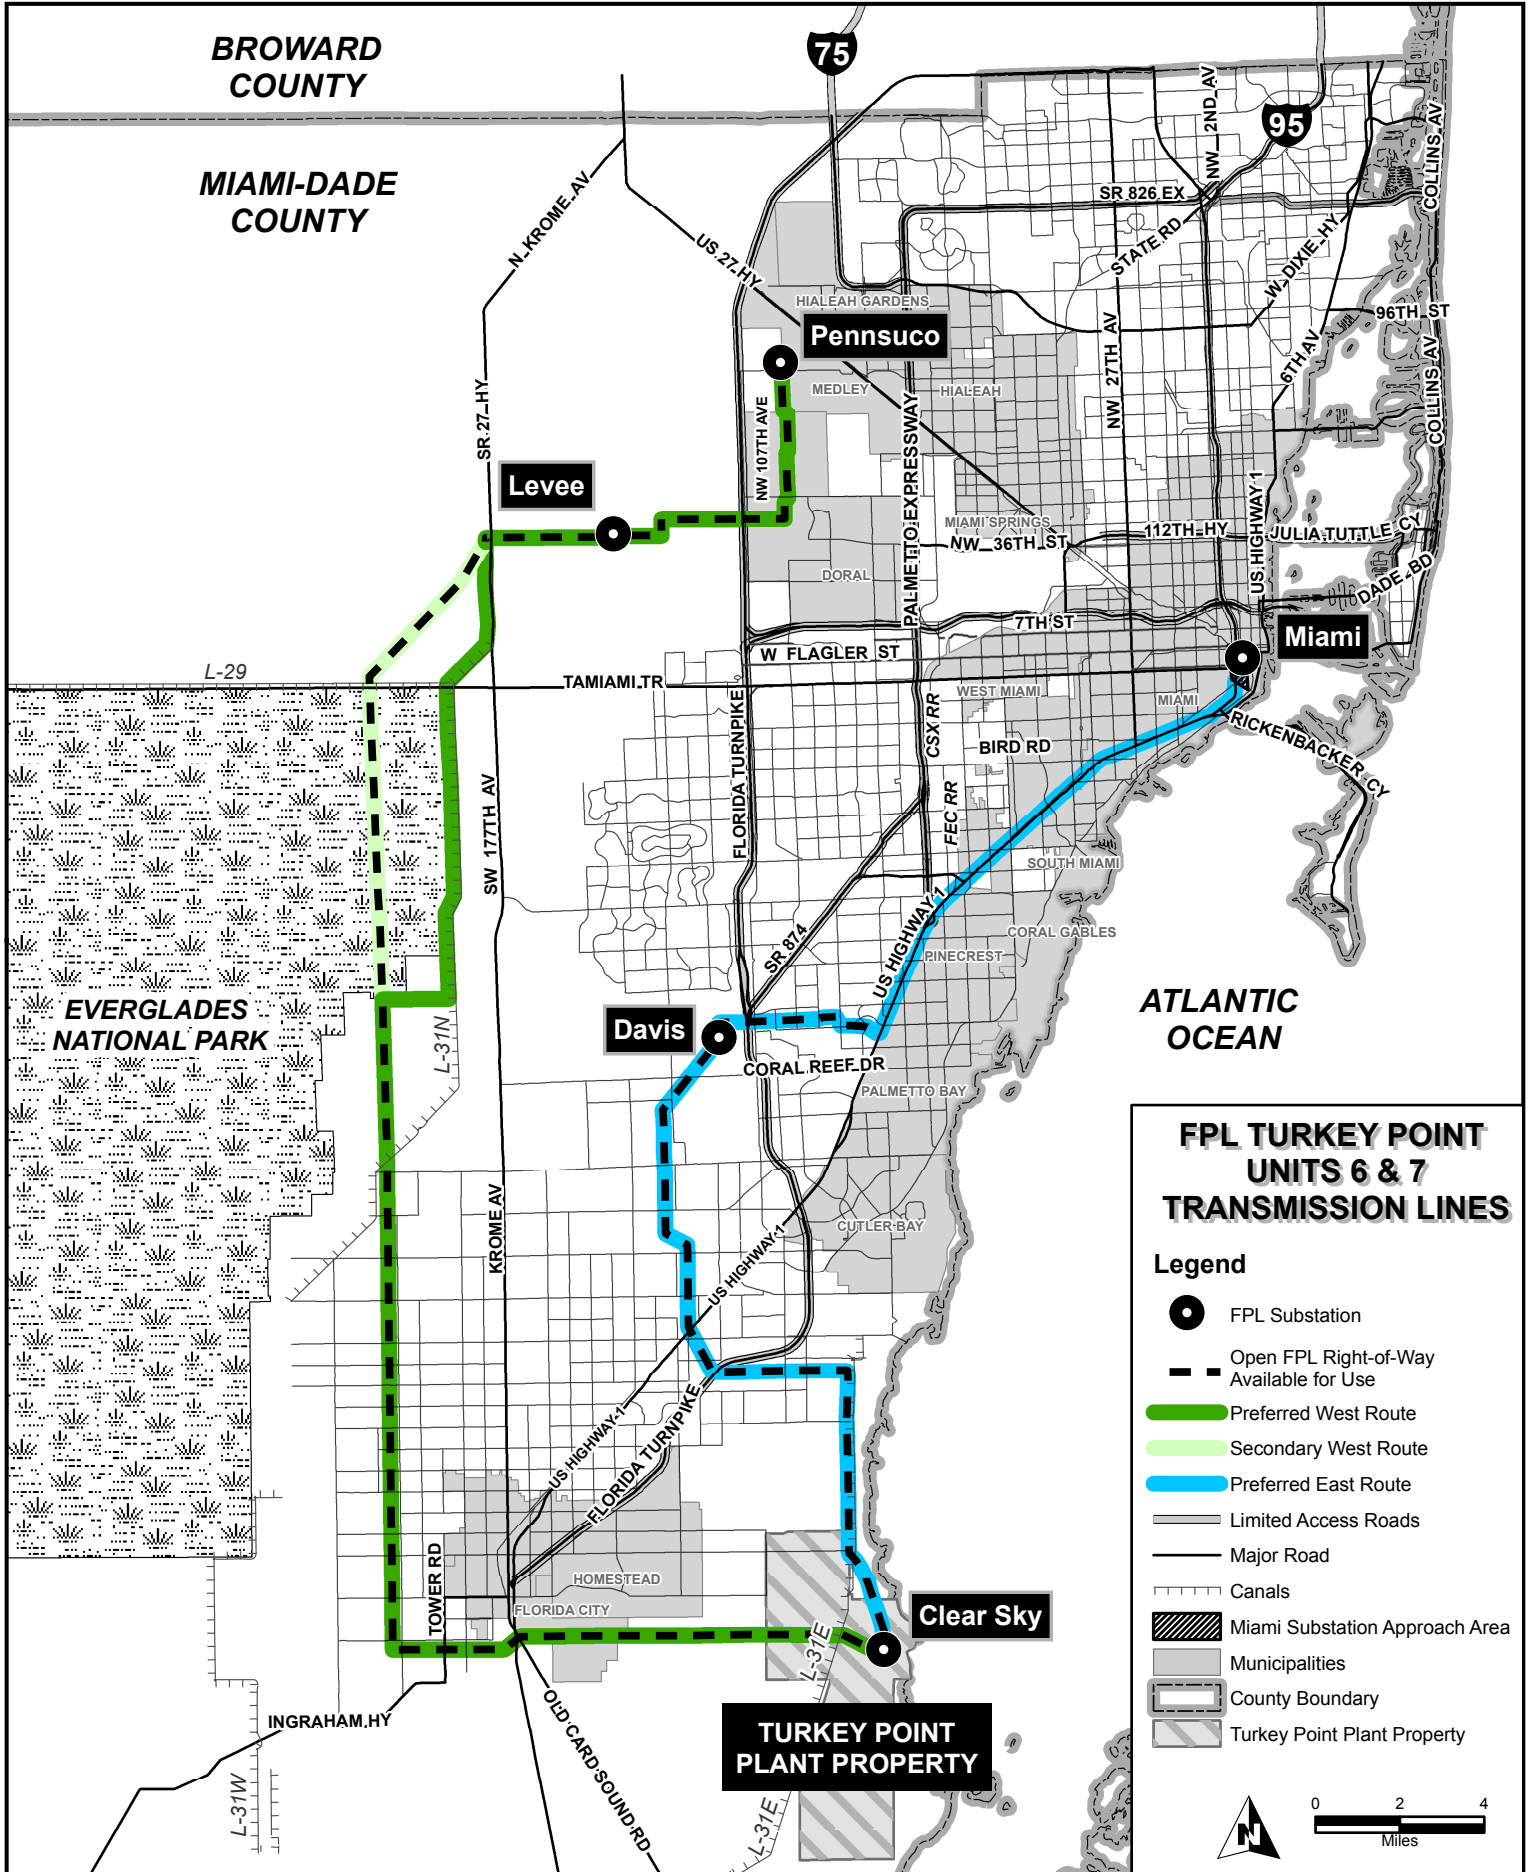 BROWARD
COUNTY
75
NW 2ND AV
95
COLLINS AV
MIAMI-DADE
COUNTY
N KROME AV
SR 826 EX
STATE RD
W DIXIE HY
US 27 HY
HIALEAH GARDENS
96TH ST
Pennsuco
NW 27TH AV
6TH AV
COLLINS AV
SR 27 HY
MEDLEY
HIALEAH
NW 107TH AVE
PALMETTO EXPRESSWAY
Levee
US HIGHWAY 1
MIAMI SPRINGS
NW 36TH ST
112TH HY
JULIA TUTTLE CY
DORAL
DADE BD
7TH ST
Miami
W FLAGLER ST
L-29
TAMIAMI TR
WEST MIAMI
MIAMI
FLORIDA TURNPIKE
CSX RR
BIRD RD
RICKENBACKER CY
SW 177TH AV
FEC RR
SOUTH MIAMI
US HIGHWAY 1
CORAL GABLES
SR 874
PINECREST
EVERGLADES
NATIONAL PARK
ATLANTIC
OCEAN
L-31N
Davis
CORAL REEF DR
PALMETTO BAY
KROME AV
CUTLER BAY
US HIGHWAY 1
US HIGHWAY 1
FLORIDA TURNPIKE
TOWER RD
HOMESTEAD
FLORIDA CITY
Clear Sky
L-31E
INGRAHAM HY
OLD CARD SOUND RD
TURKEY POINT
PLANT PROPERTY
L-31W
L-31E
FPL TURKEY POINT
UNITS 6 & 7
TRANSMISSION LINES
Legend
FPL Substation
Open FPL Right-of-Way
Available for Use
Preferred West Route
Secondary West Route
Preferred East Route
Limited Access Roads
Major Road
Canals
Miami Substation Approach Area
Municipalities
County Boundary
Turkey Point Plant Property
N
0 2 4
Miles